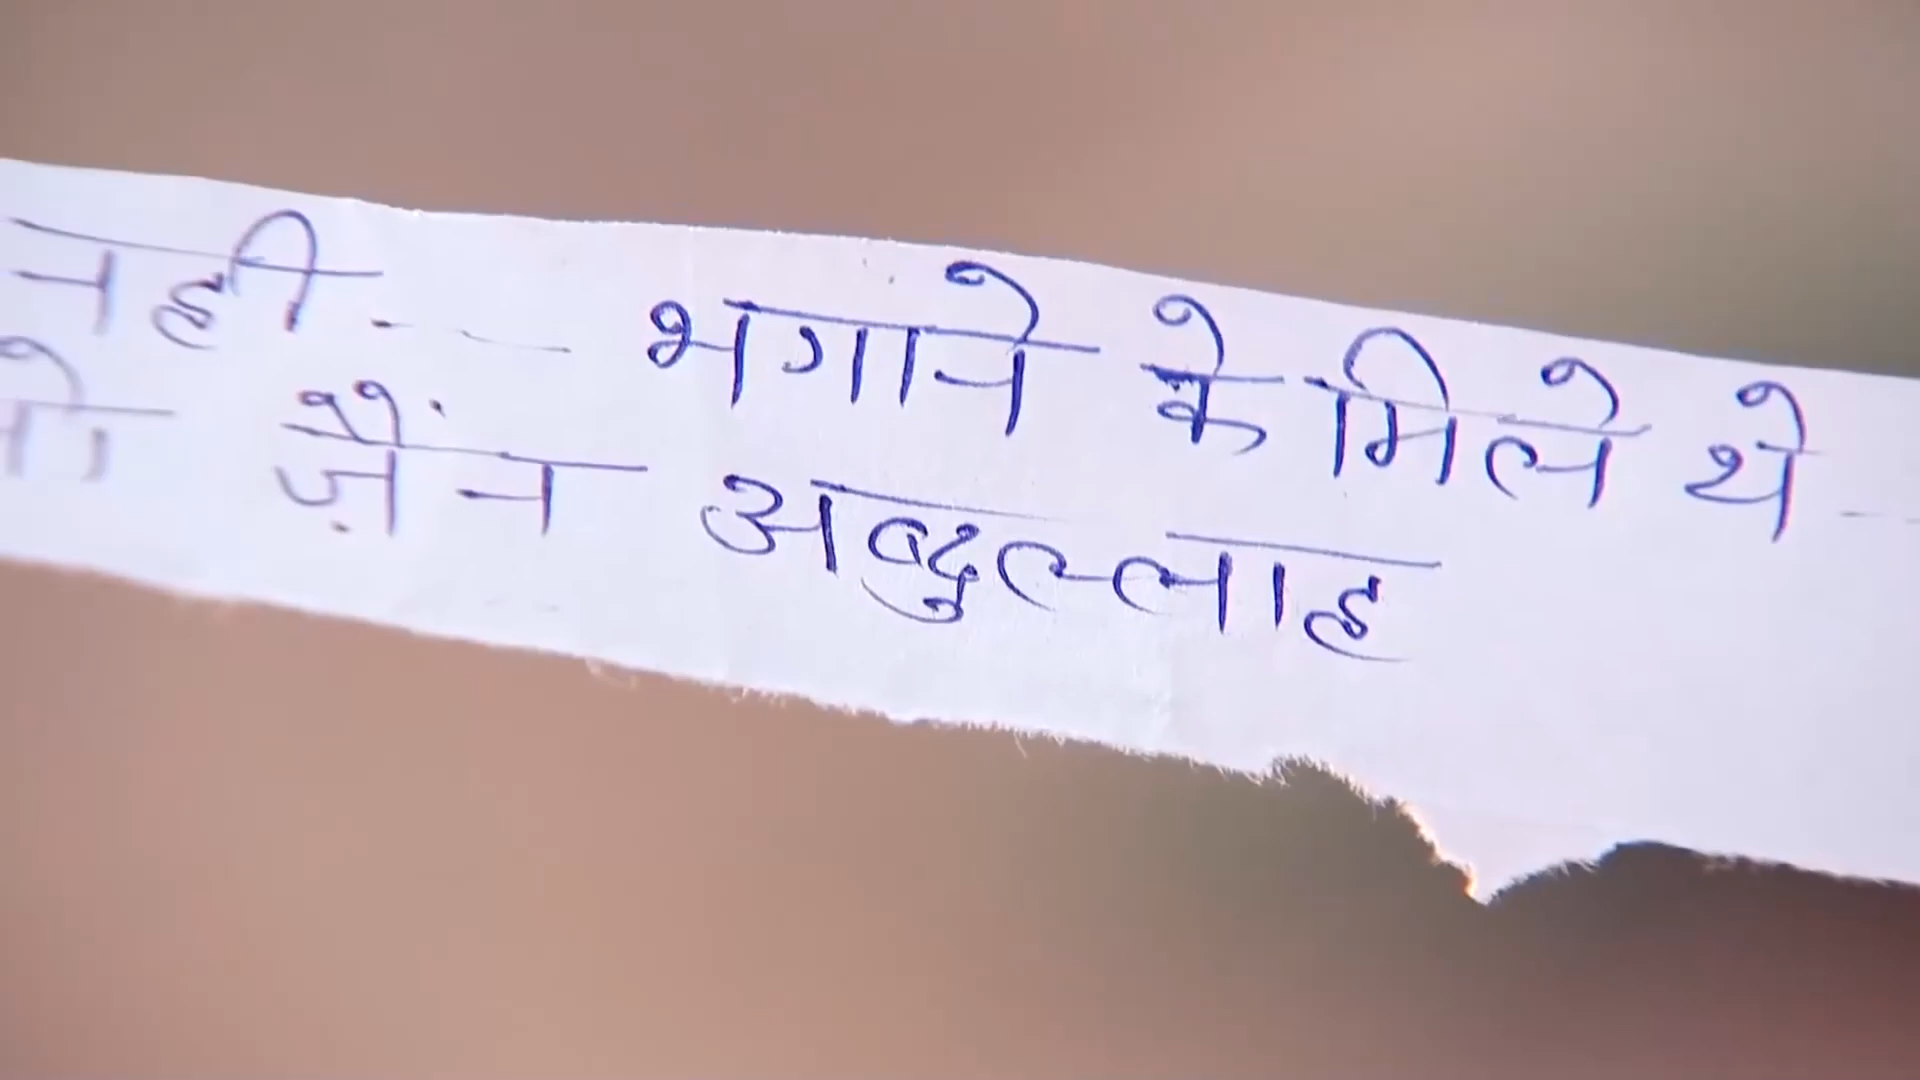 नही -- भगाने के मिले थे --
ज़ैंन अब्दुल्लाह